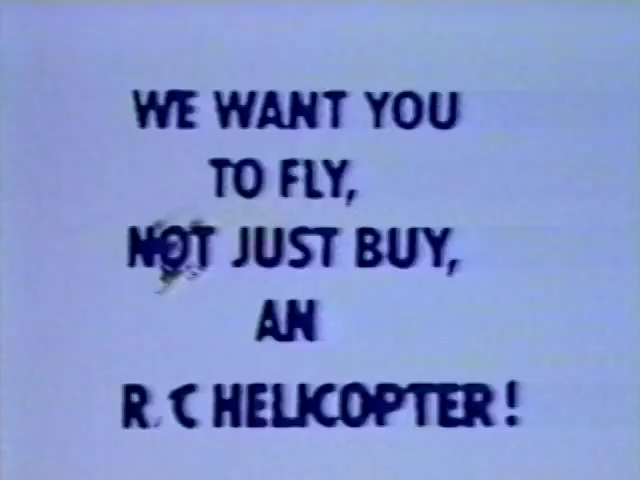 WE WANT YOU
TO FLY,
NOT JUST BUY,
AN
R.C HELICOPTER!